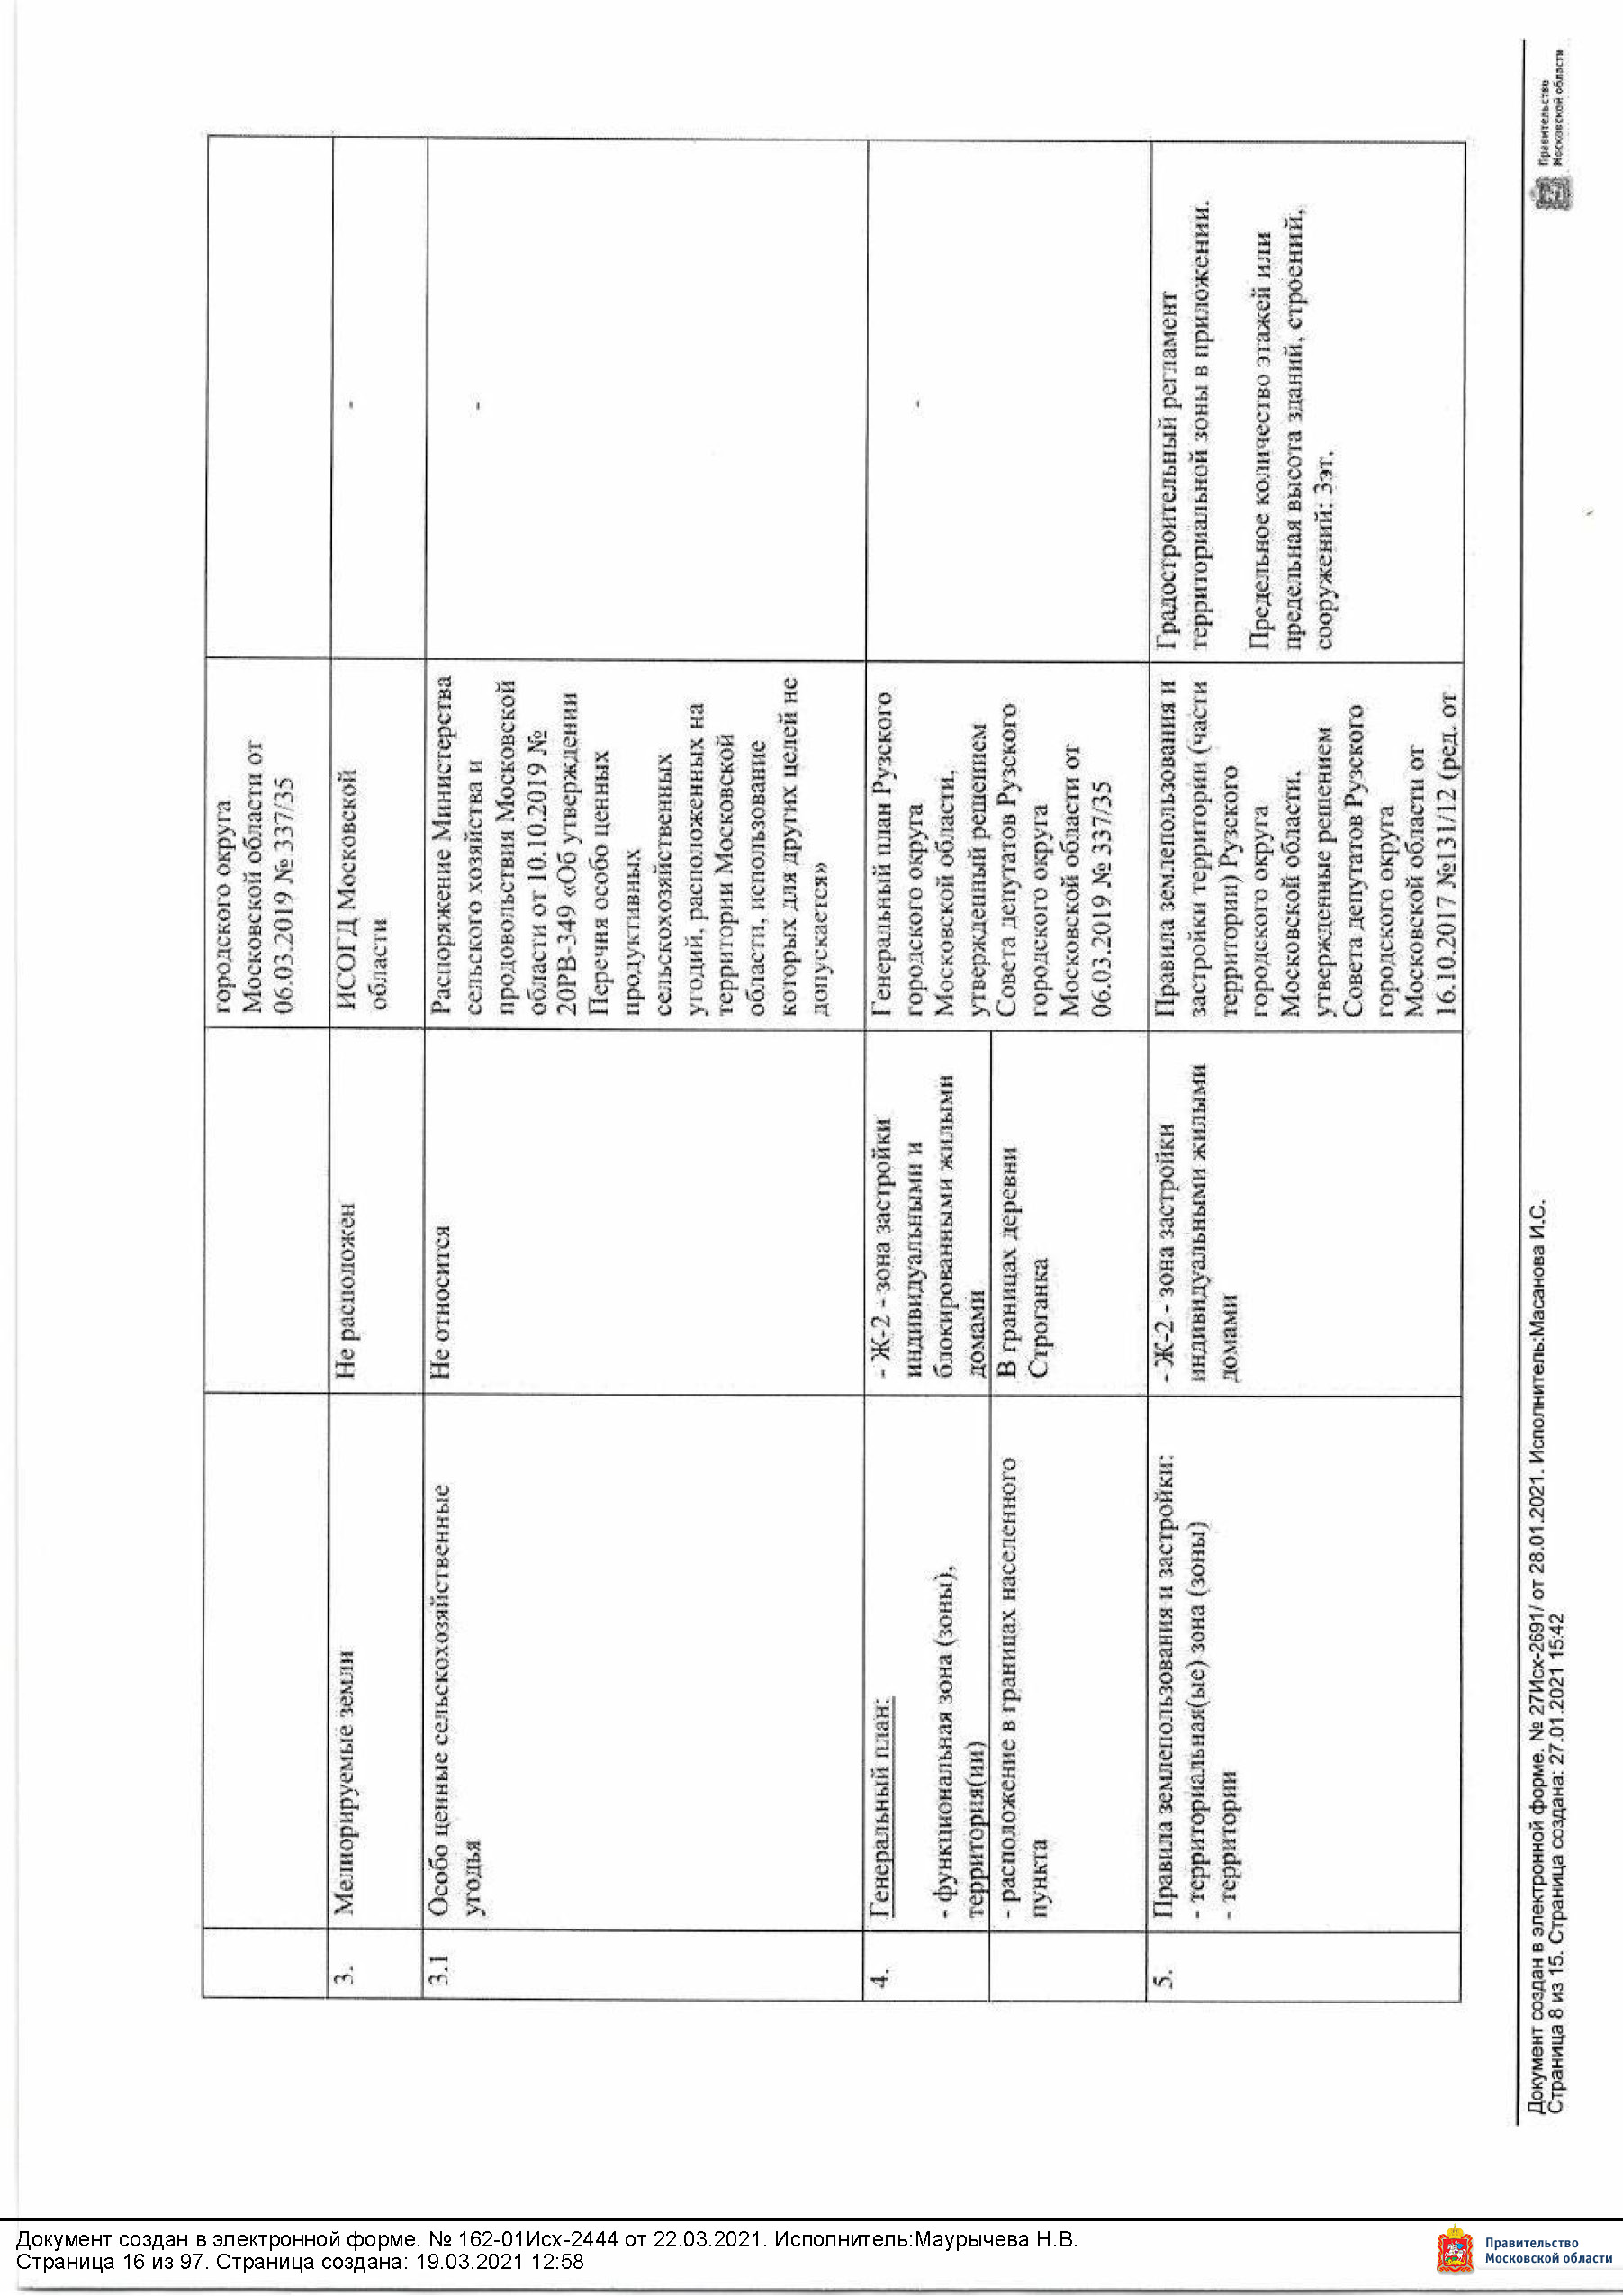 городского округа
Московской области от
06.03.2019 № 337/35
3.
Мелиорируемые земли
Не расположен
ИСОГД Московской
области
-
3.1
Особо ценные сельскохозяйственные
угодья
Не относится
Распоряжение Министерства
сельского хозяйства и
продовольствия Московской
области от 10.10.2019 №
20РВ-349 «Об утверждении
Перечня особо ценных
продуктивных
сельскохозяйственных
угодий, расположенных на
территории Московской
области, использование
которых для других целей не
допускается»
-
4.
Генеральный план:
- функциональная зона (зоны),
территория(ии)
- Ж-2 - зона застройки
индивидуальными и
блокированными жилыми
домами
- расположение в границах населенного
пункта
В границах деревни
Строганка
Генеральный план Рузского
городского округа
Московской области,
утвержденный решением
Совета депутатов Рузского
городского округа
Московской области от
06.03.2019 № 337/35
-
5.
Правила землепользования и застройки:
- территориальная(ые) зона (зоны)
- территории
- Ж-2 - зона застройки
индивидуальными жилыми
домами
Правила землепользования и
застройки территории (части
территории) Рузского
городского округа
Московской области,
утвержденные решением
Совета депутатов Рузского
городского округа
Московской области от
16.10.2017 №131/12 (ред. от
Градостроительный регламент
территориальной зоны в приложении.
Предельное количество этажей или
предельная высота зданий, строений,
сооружений: 3эт.
Документ создан в электронной форме. № 27Исх-2691/ от 28.01.2021. Исполнитель:Масанова И.С.
Страница 8 из 15. Страница создана: 27.01.2021 15:42
Правительство
Московской области
Документ создан в электронной форме. № 162-01Исх-2444 от 22.03.2021. Исполнитель:Маурычева Н.В.
Страница 16 из 97. Страница создана: 19.03.2021 12:58
Правительство
Московской области